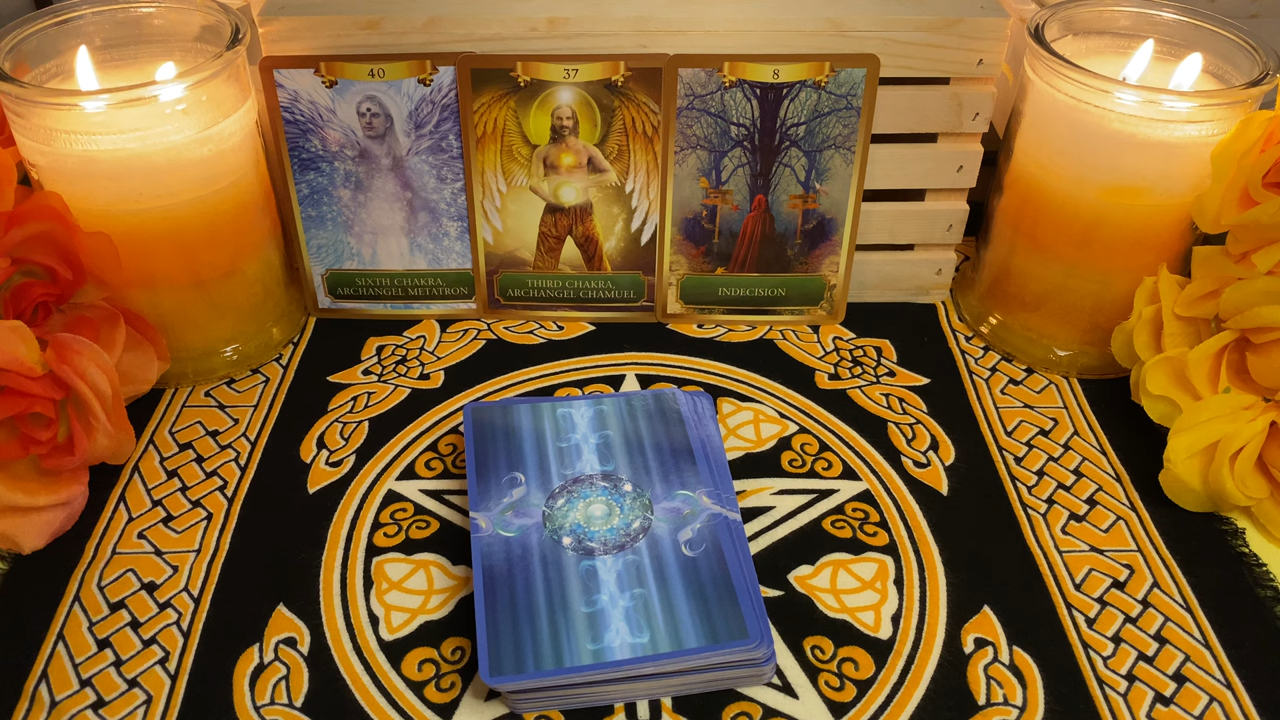 40
SIXTH CHAKRA,
ARCHANGEL METATRON
37
THIRD CHAKRA,
ARCHANGEL CHAMUEL
8
INDECISION